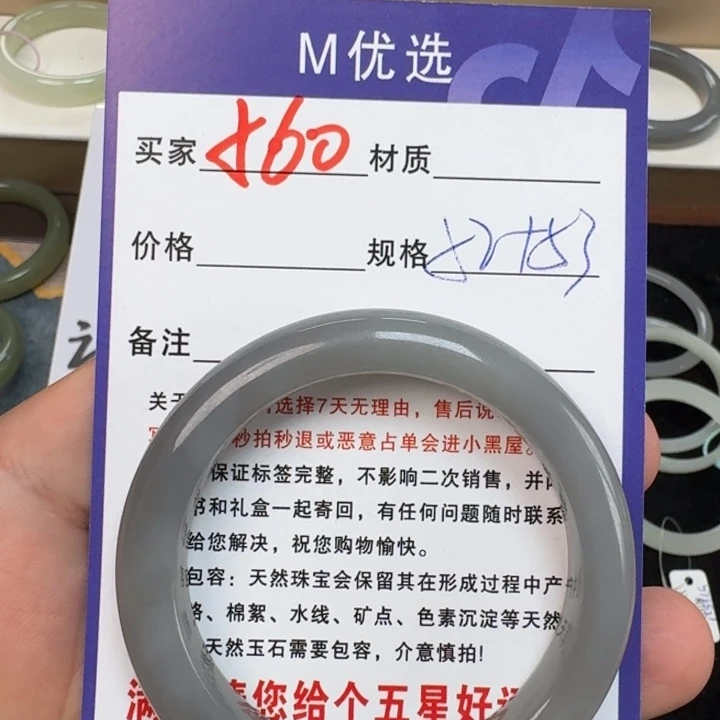 M优选
买家 860 材质
价格 规格
备注
关于 选择7天无理由，售后说
秒拍秒退或恶意占单会进小黑屋。
保证标签完整，不影响二次销售，并
书和礼盒一起寄回，有任何问题随时联系
给您解决，祝您购物愉快。
包容：天然珠宝会保留其在形成过程中产
、棉絮、水线、矿点、色素沉淀等天然
天然玉石需要包容，介意慎拍!
满 您给个五星好评